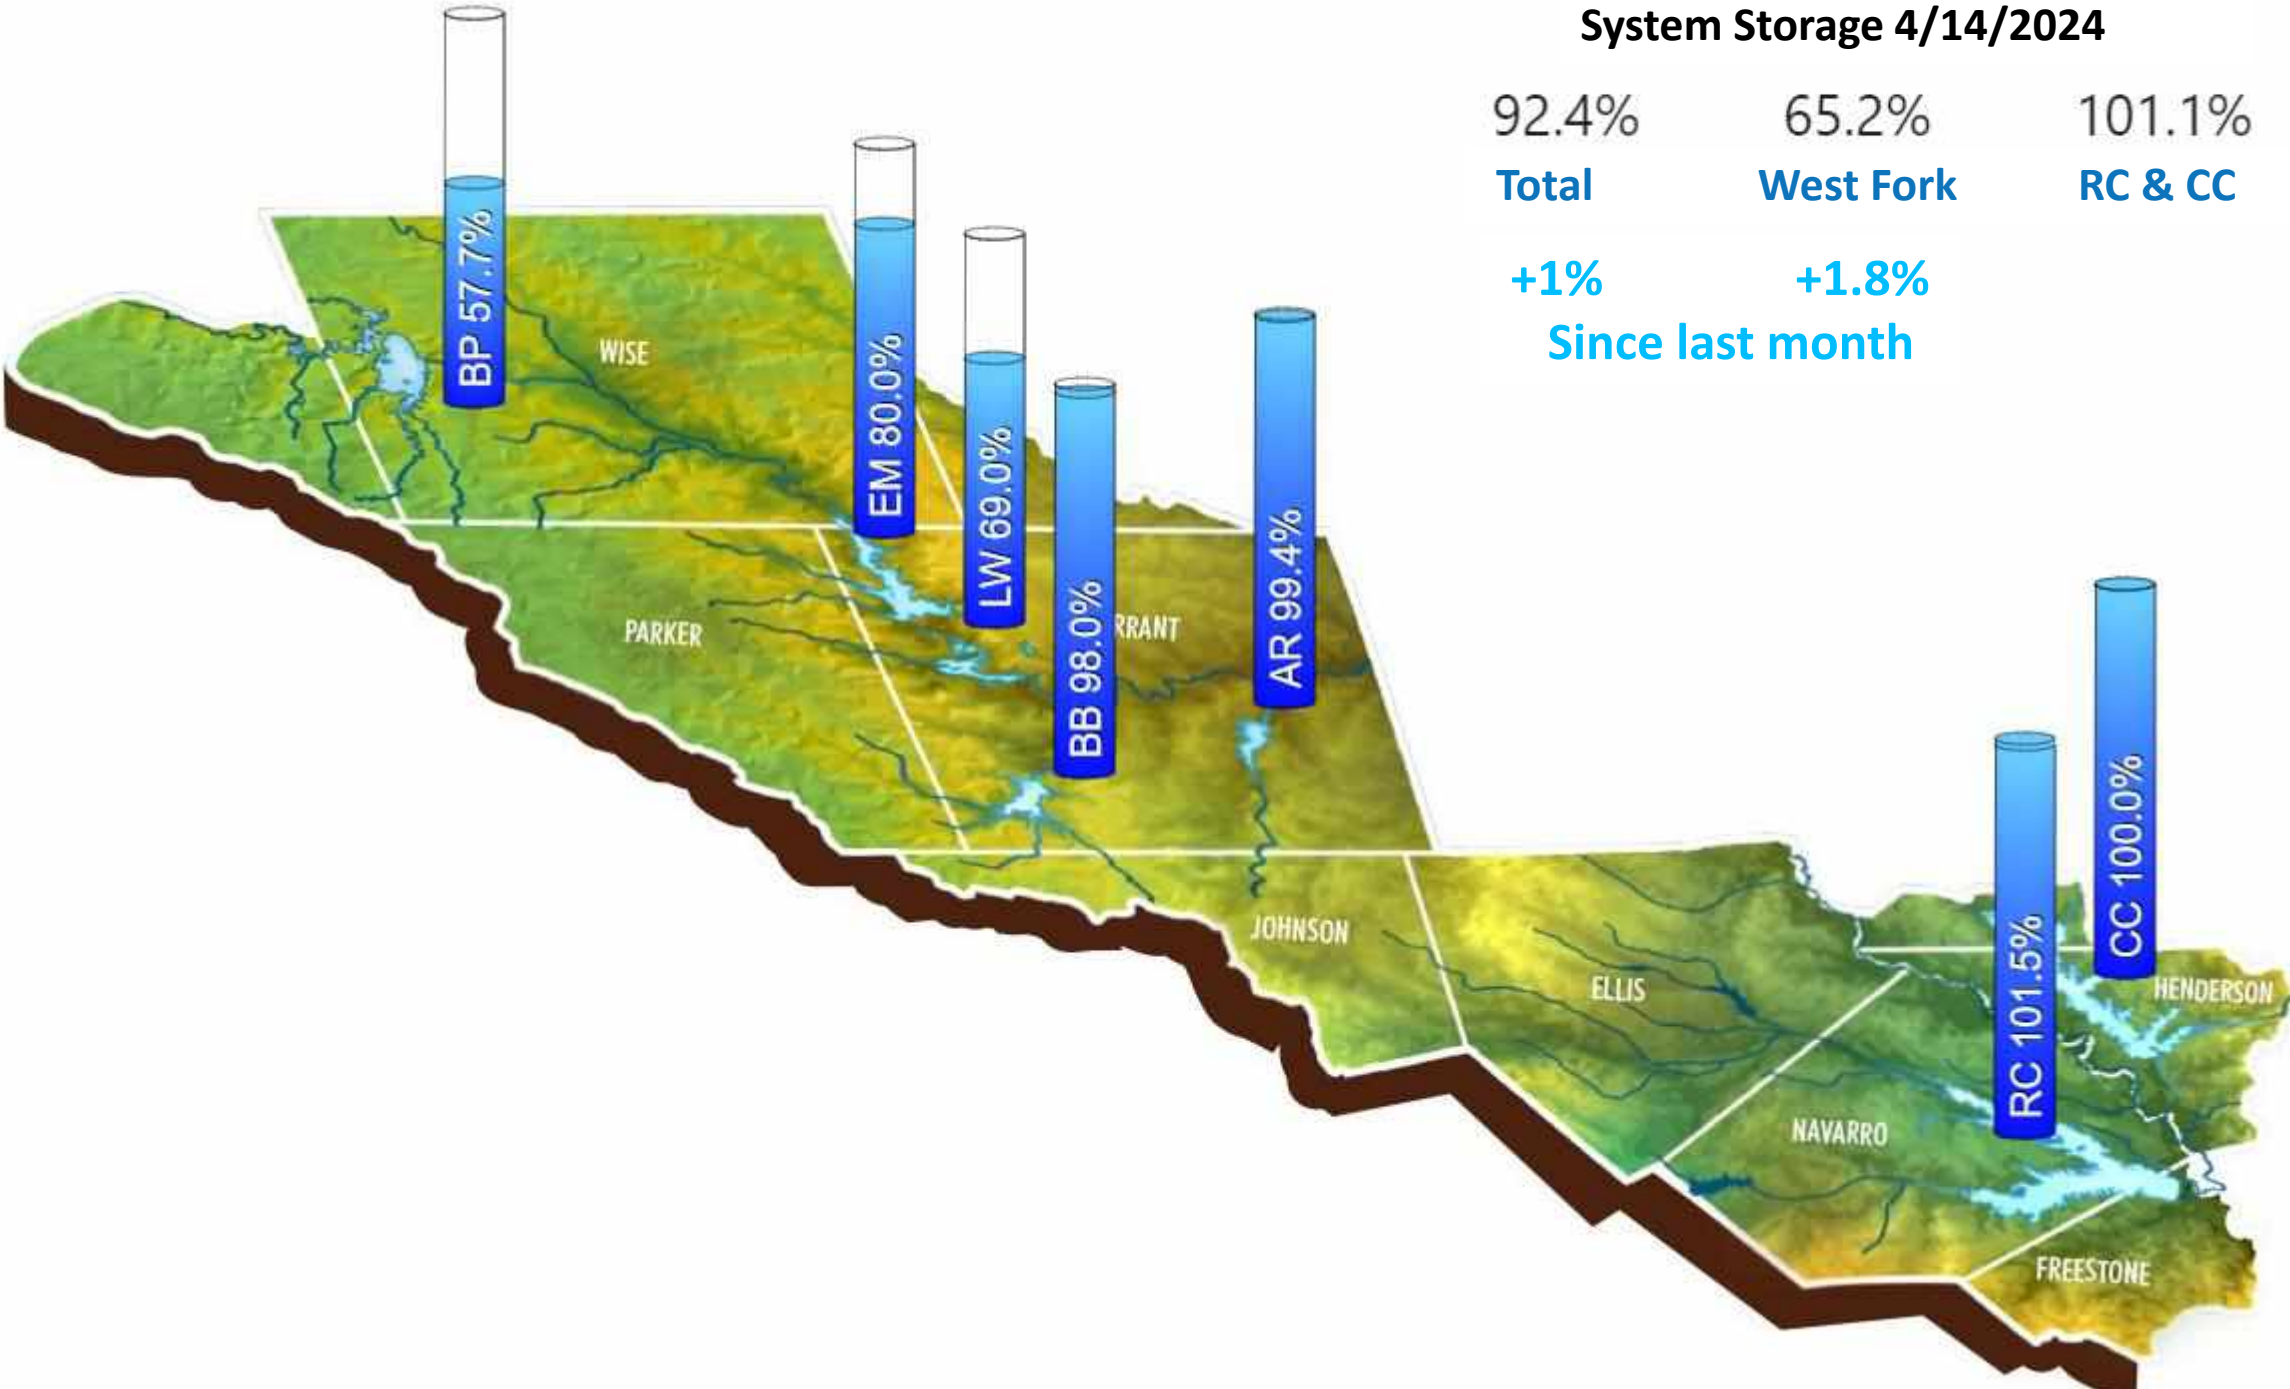 System Storage 4/14/2024
92.4% 65.2% 101.1%
Total West Fork RC & CC
+1% +1.8%
Since last month
BP 57.7%
EM 80.0%
LW 69.0%
BB 98.0%
AR 99.4%
RC 101.5%
CC 100.0%
WISE
PARKER
RRANT
JOHNSON
ELLIS
HENDERSON
NAVARRO
FREESTONE